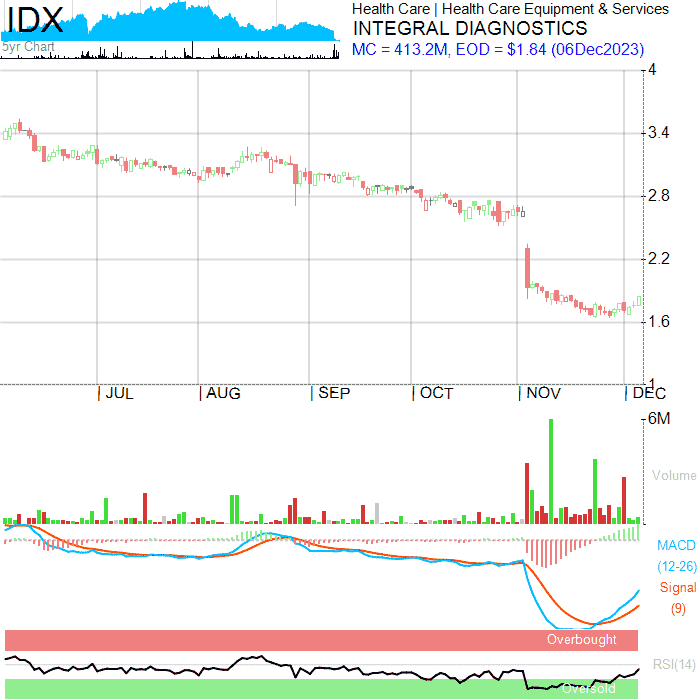 IDX
5yr Chart
Health Care | Health Care Equipment & Services
INTEGRAL DIAGNOSTICS
MC = 413.2M, EOD = $1.84 (06Dec2023)
4
3.4
2.8
2.2
1.6
1
JUL
AUG
SEP
OCT
NOV
DEC
6M
Volume
MACD
(12-26)
Signal
(9)
Overbought
RSI(14)
Oversold